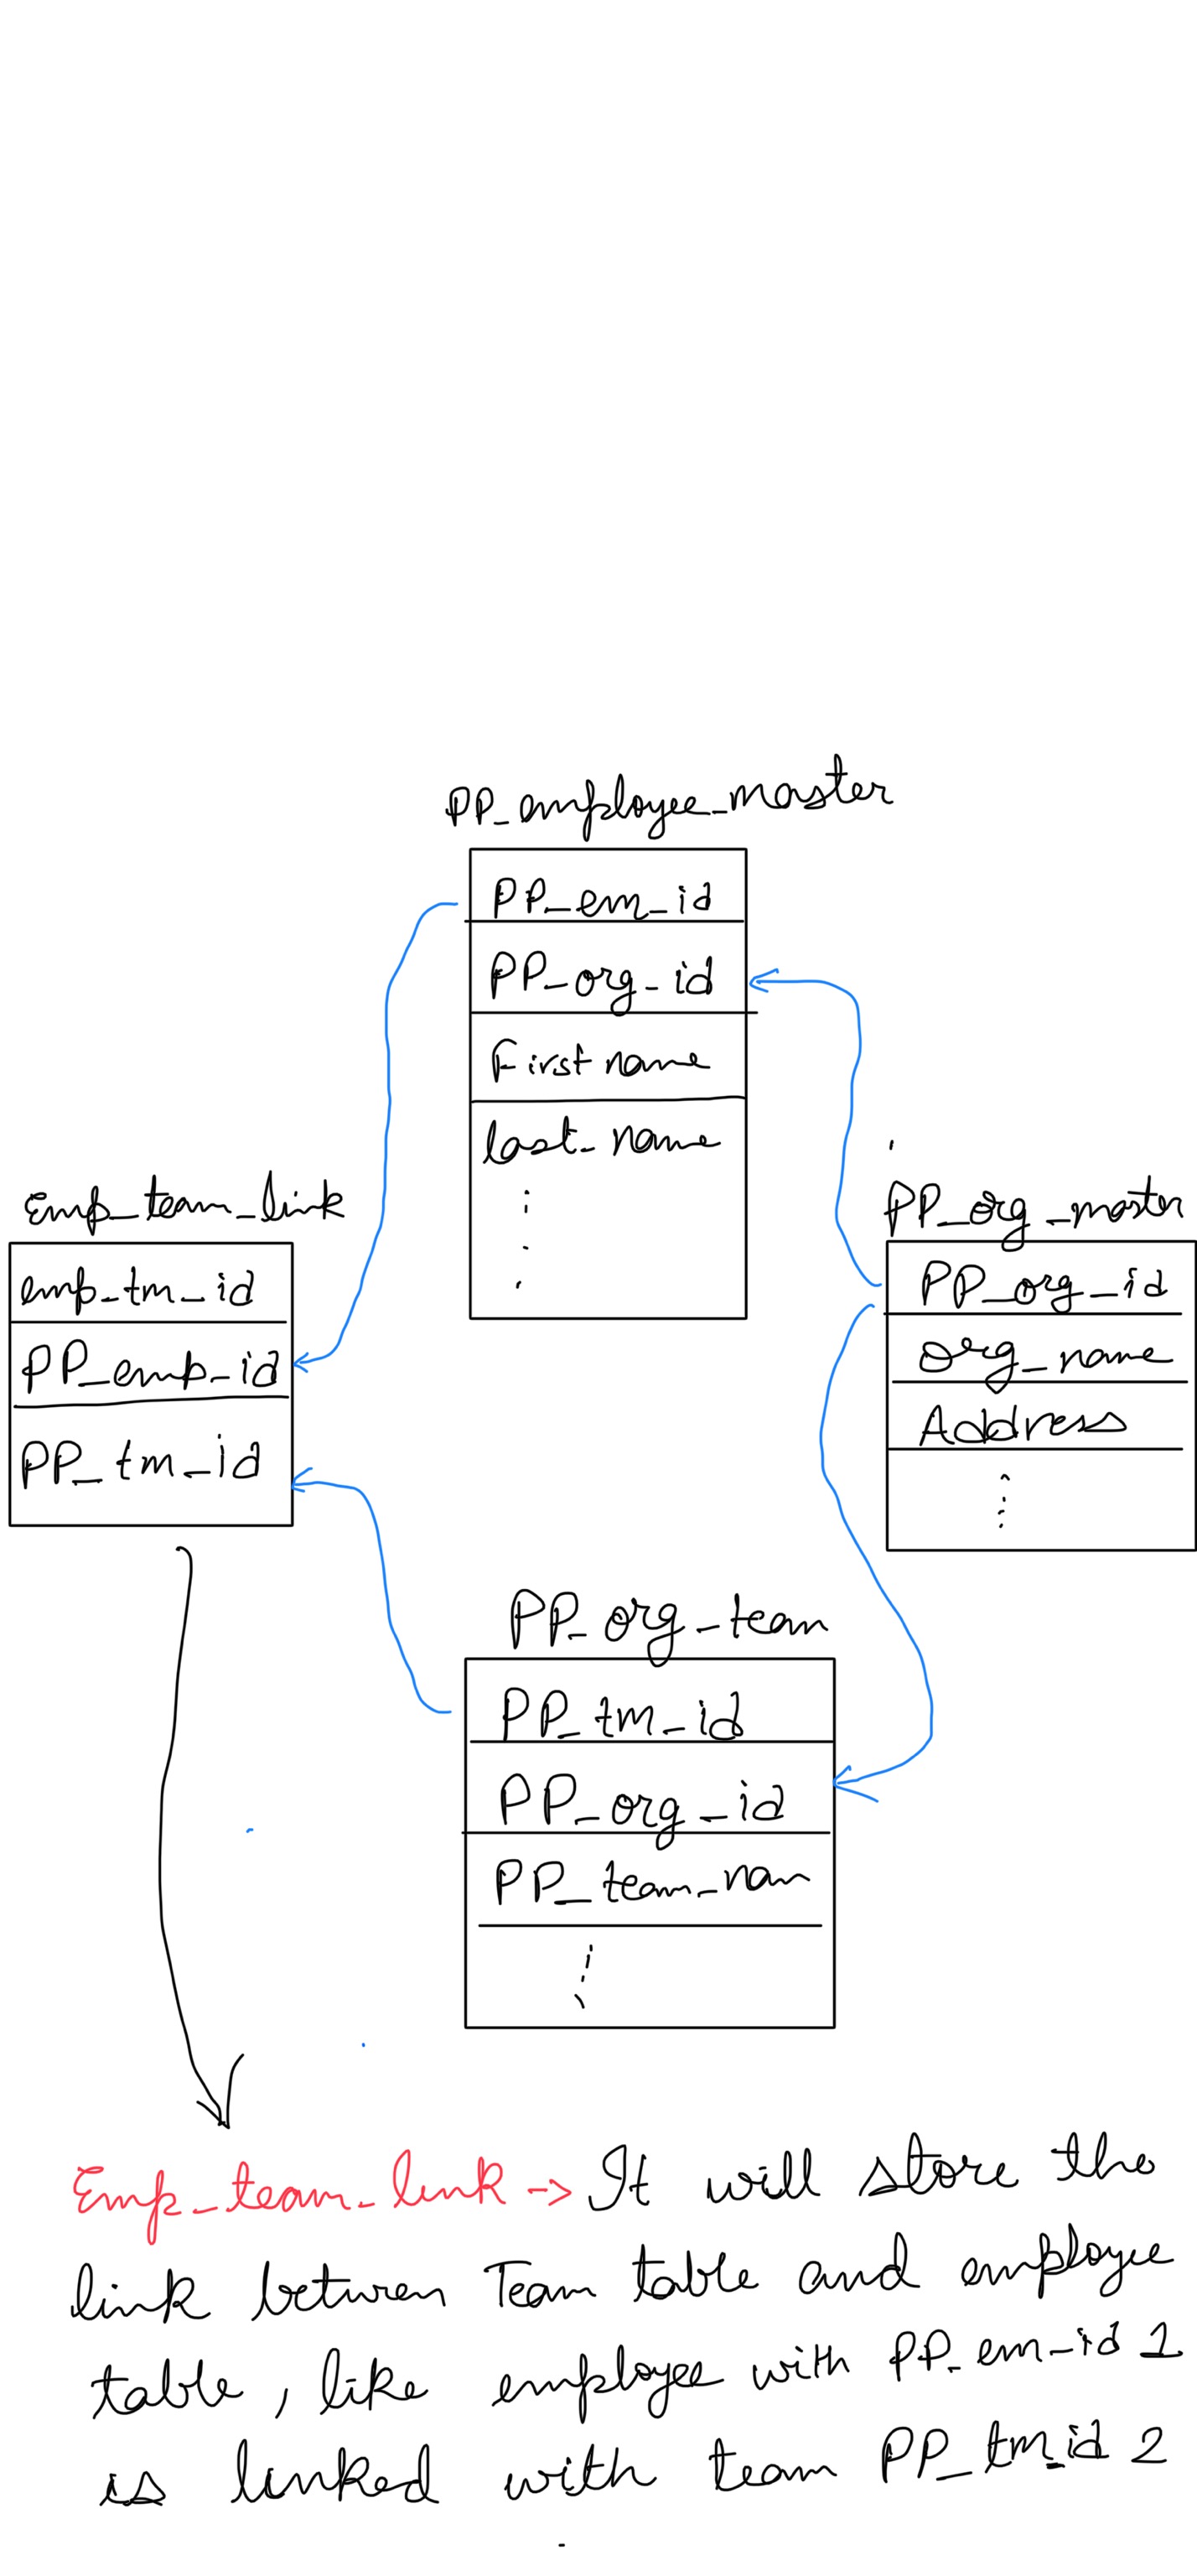 PP_employee_master
PP_em_id
PP_org_id
First name
last_name
Emp_team_link
emp_tm_id
PP_emp_id
PP_tm_id
PP_org_master
PP_org_id
org_name
Address
PP_org_team
PP_tm_id
PP_org_id
PP_team_nam
Emp_team_link -> It will store the
link between Team table and employee
table, like employee with PP_em_id 1
is linked with team PP_tm_id 2